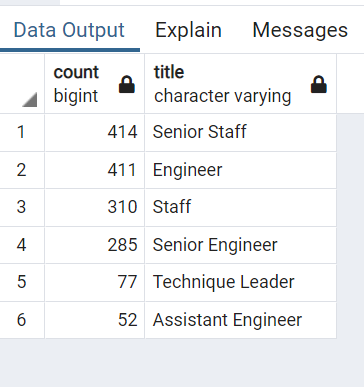 Data Output Explain Messages
count title
bigint character varying
1 414 Senior Staff
2 411 Engineer
3 310 Staff
4 285 Senior Engineer
5 77 Technique Leader
6 52 Assistant Engineer